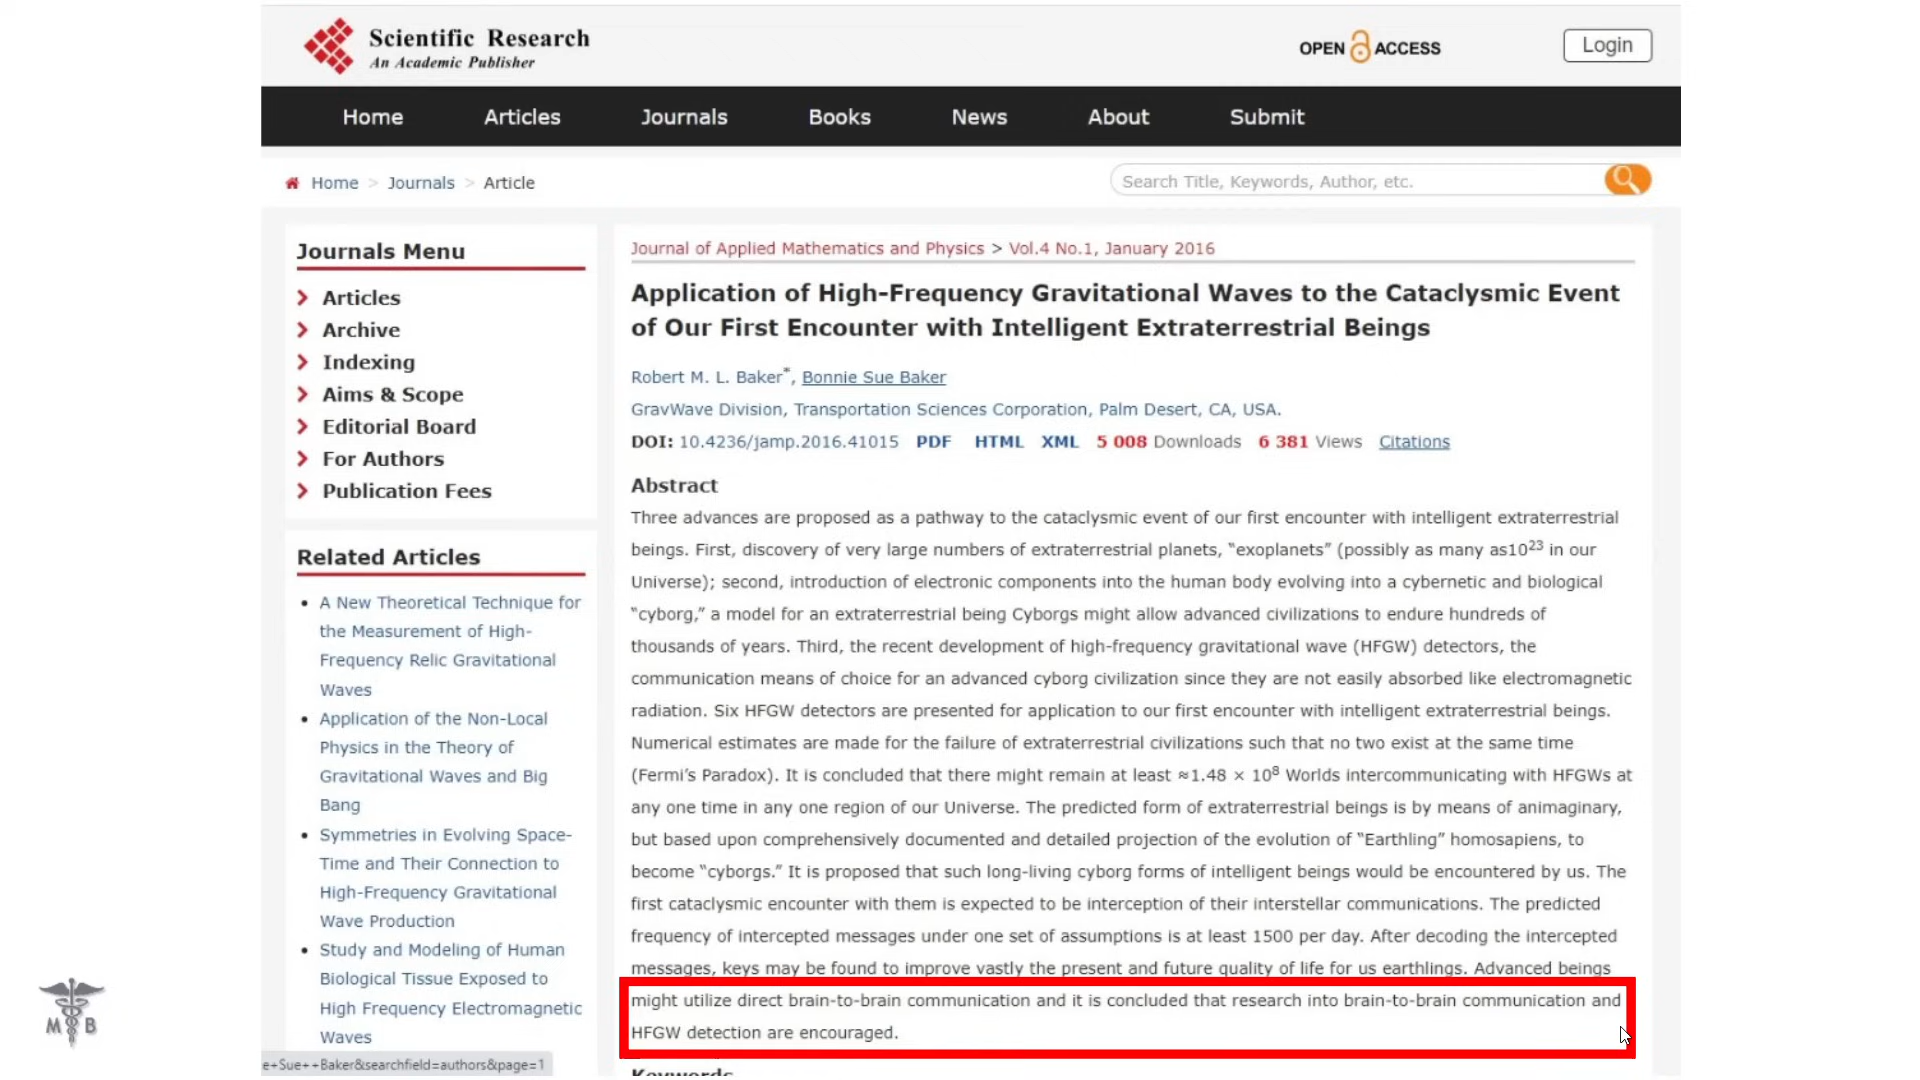 Scientific Research
An Academic Publisher
OPEN ACCESS
Login
Home Articles Journals Books News About Submit
Home > Journals > Article
Search Title, Keywords, Author, etc.
Journals Menu
Articles
Archive
Indexing
Aims & Scope
Editorial Board
For Authors
Publication Fees
Related Articles
• A New Theoretical Technique for
the Measurement of High-
Frequency Relic Gravitational
Waves
• Application of the Non-Local
Physics in the Theory of
Gravitational Waves and Big
Bang
• Symmetries in Evolving Space-
Time and Their Connection to
High-Frequency Gravitational
Wave Production
• Study and Modeling of Human
Biological Tissue Exposed to
High Frequency Electromagnetic
Waves
Journal of Applied Mathematics and Physics > Vol.4 No.1, January 2016
Application of High-Frequency Gravitational Waves to the Cataclysmic Event
of Our First Encounter with Intelligent Extraterrestrial Beings
Robert M. L. Baker*, Bonnie Sue Baker
GravWave Division, Transportation Sciences Corporation, Palm Desert, CA, USA.
DOI: 10.4236/jamp.2016.41015 PDF HTML XML 5 008 Downloads 6 381 Views Citations
Abstract
Three advances are proposed as a pathway to the cataclysmic event of our first encounter with intelligent extraterrestrial
beings. First, discovery of very large numbers of extraterrestrial planets, “exoplanets” (possibly as many as10²³ in our
Universe); second, introduction of electronic components into the human body evolving into a cybernetic and biological
“cyborg,” a model for an extraterrestrial being Cyborgs might allow advanced civilizations to endure hundreds of
thousands of years. Third, the recent development of high-frequency gravitational wave (HFGW) detectors, the
communication means of choice for an advanced cyborg civilization since they are not easily absorbed like electromagnetic
radiation. Six HFGW detectors are presented for application to our first encounter with intelligent extraterrestrial beings.
Numerical estimates are made for the failure of extraterrestrial civilizations such that no two exist at the same time
(Fermi’s Paradox). It is concluded that there might remain at least ≈1.48 × 10⁸ Worlds intercommunicating with HFGWs at
any one time in any one region of our Universe. The predicted form of extraterrestrial beings is by means of animaginary,
but based upon comprehensively documented and detailed projection of the evolution of “Earthling” homosapiens, to
become “cyborgs.” It is proposed that such long-living cyborg forms of intelligent beings would be encountered by us. The
first cataclysmic encounter with them is expected to be interception of their interstellar communications. The predicted
frequency of intercepted messages under one set of assumptions is at least 1500 per day. After decoding the intercepted
messages, keys may be found to improve vastly the present and future quality of life for us earthlings. Advanced beings
might utilize direct brain-to-brain communication and it is concluded that research into brain-to-brain communication and
HFGW detection are encouraged.
Keywords
e+Sue++Baker&searchfield=authors&page=1
M B